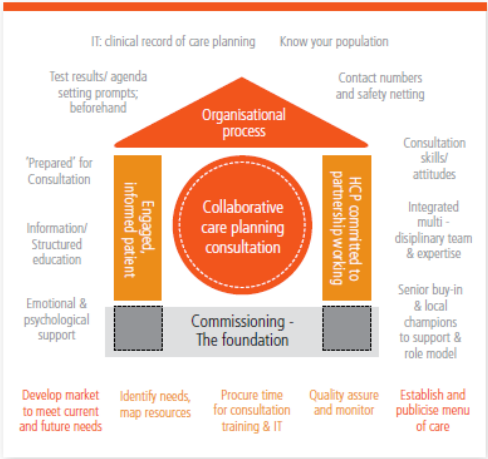 IT: clinical record of care planning
Know your population
Test results/ agenda
setting prompts;
beforehand
Contact numbers
and safety netting
Organisational
process
'Prepared' for
Consultation
Information/
Structured
education
Emotional &
psychological
support
Engaged,
informed patient
Collaborative
care planning
consultation
HCP committed to
partnership working
Consultation
skills/
attitudes
Integrated
multi -
disiplinary team
& expertise
Senior buy-in
& local
champions
to support &
role model
Commissioning -
The foundation
Develop market
to meet current
and future needs
Identify needs,
map resources
Procure time
for consultation
training & IT
Quality assure
and monitor
Establish and
publicise menu
of care